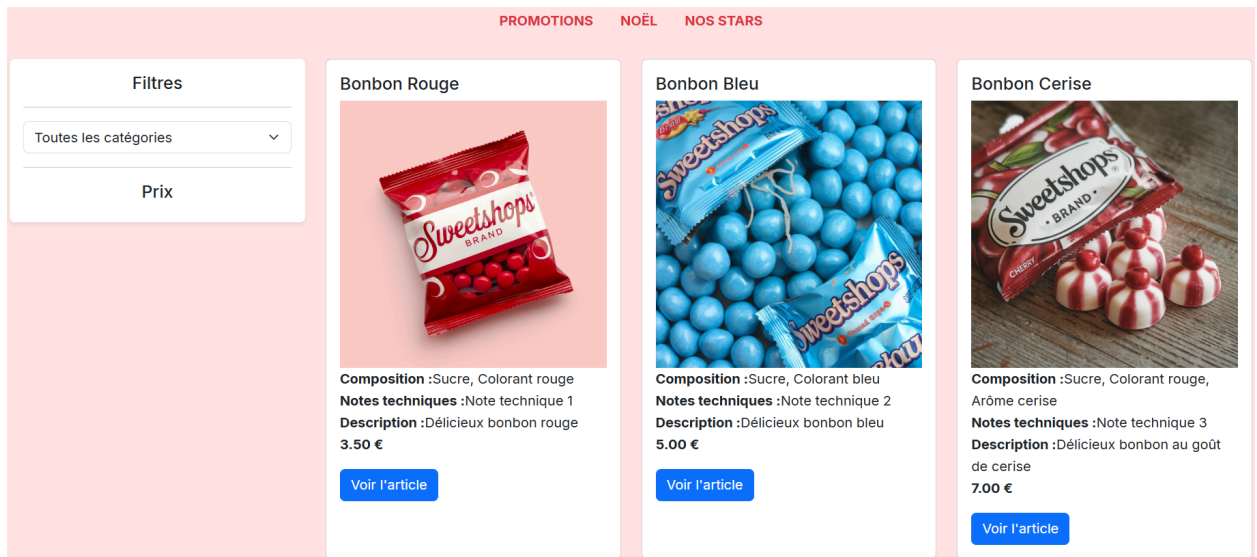 PROMOTIONS NOËL NOS STARS
Filtres
Toutes les catégories
Prix
Bonbon Rouge
Sweetshops
BRAND
Composition :Sucre, Colorant rouge
Notes techniques :Note technique 1
Description :Délicieux bonbon rouge
3.50 €
Voir l'article
Bonbon Bleu
Sweetshops
Sweetshops
Composition :Sucre, Colorant bleu
Notes techniques :Note technique 2
Description :Délicieux bonbon bleu
5.00 €
Voir l'article
Bonbon Cerise
Sweetshops
BRAND
CHERRY
Composition :Sucre, Colorant rouge,
Arôme cerise
Notes techniques :Note technique 3
Description :Délicieux bonbon au goût
de cerise
7.00 €
Voir l'article